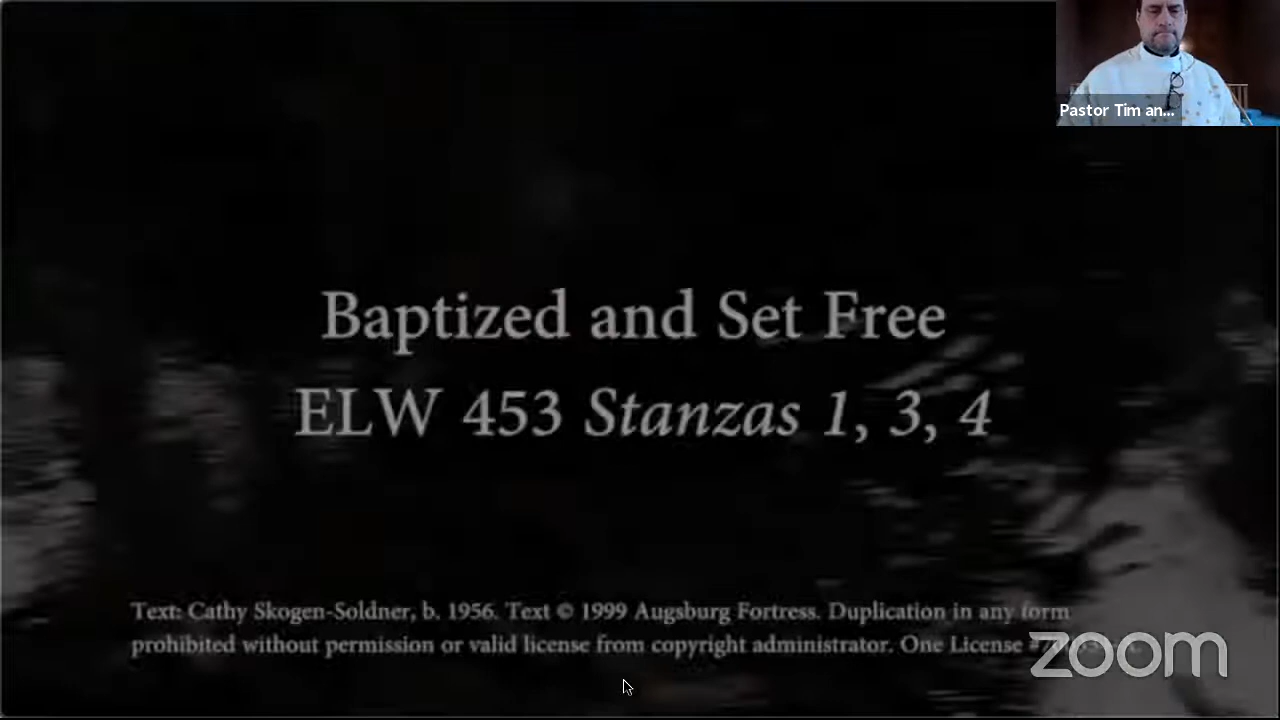 Pastor Tim an...
Baptized and Set Free
ELW 453 Stanzas 1, 3, 4
Text: Cathy Skogen-Soldner, b. 1956. Text © 1999 Augsburg Fortress. Duplication in any form
prohibited without permission or valid license from copyright administrator. One License
zoom